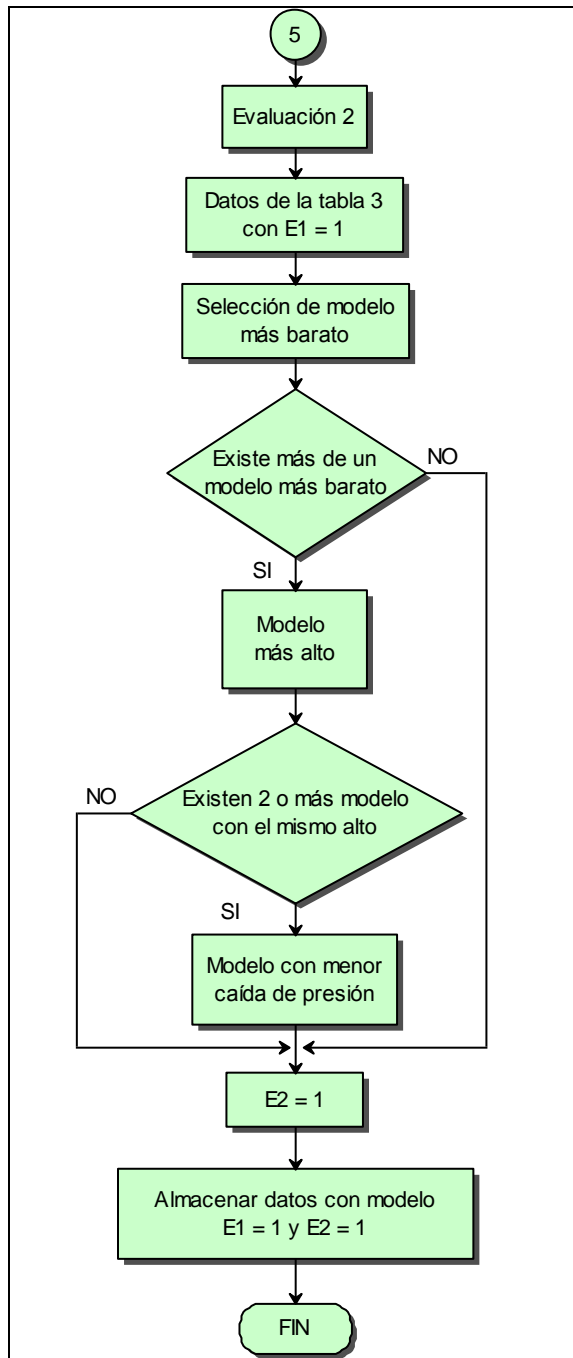 5
Evaluación 2
Datos de la tabla 3
con E1 = 1
Selección de modelo
más barato
Existe más de un
modelo más barato
NO
SI
Modelo
más alto
NO
Existen 2 o más modelo
con el mismo alto
SI
Modelo con menor
caída de presión
E2 = 1
Almacenar datos con modelo
E1 = 1 y E2 = 1
FIN